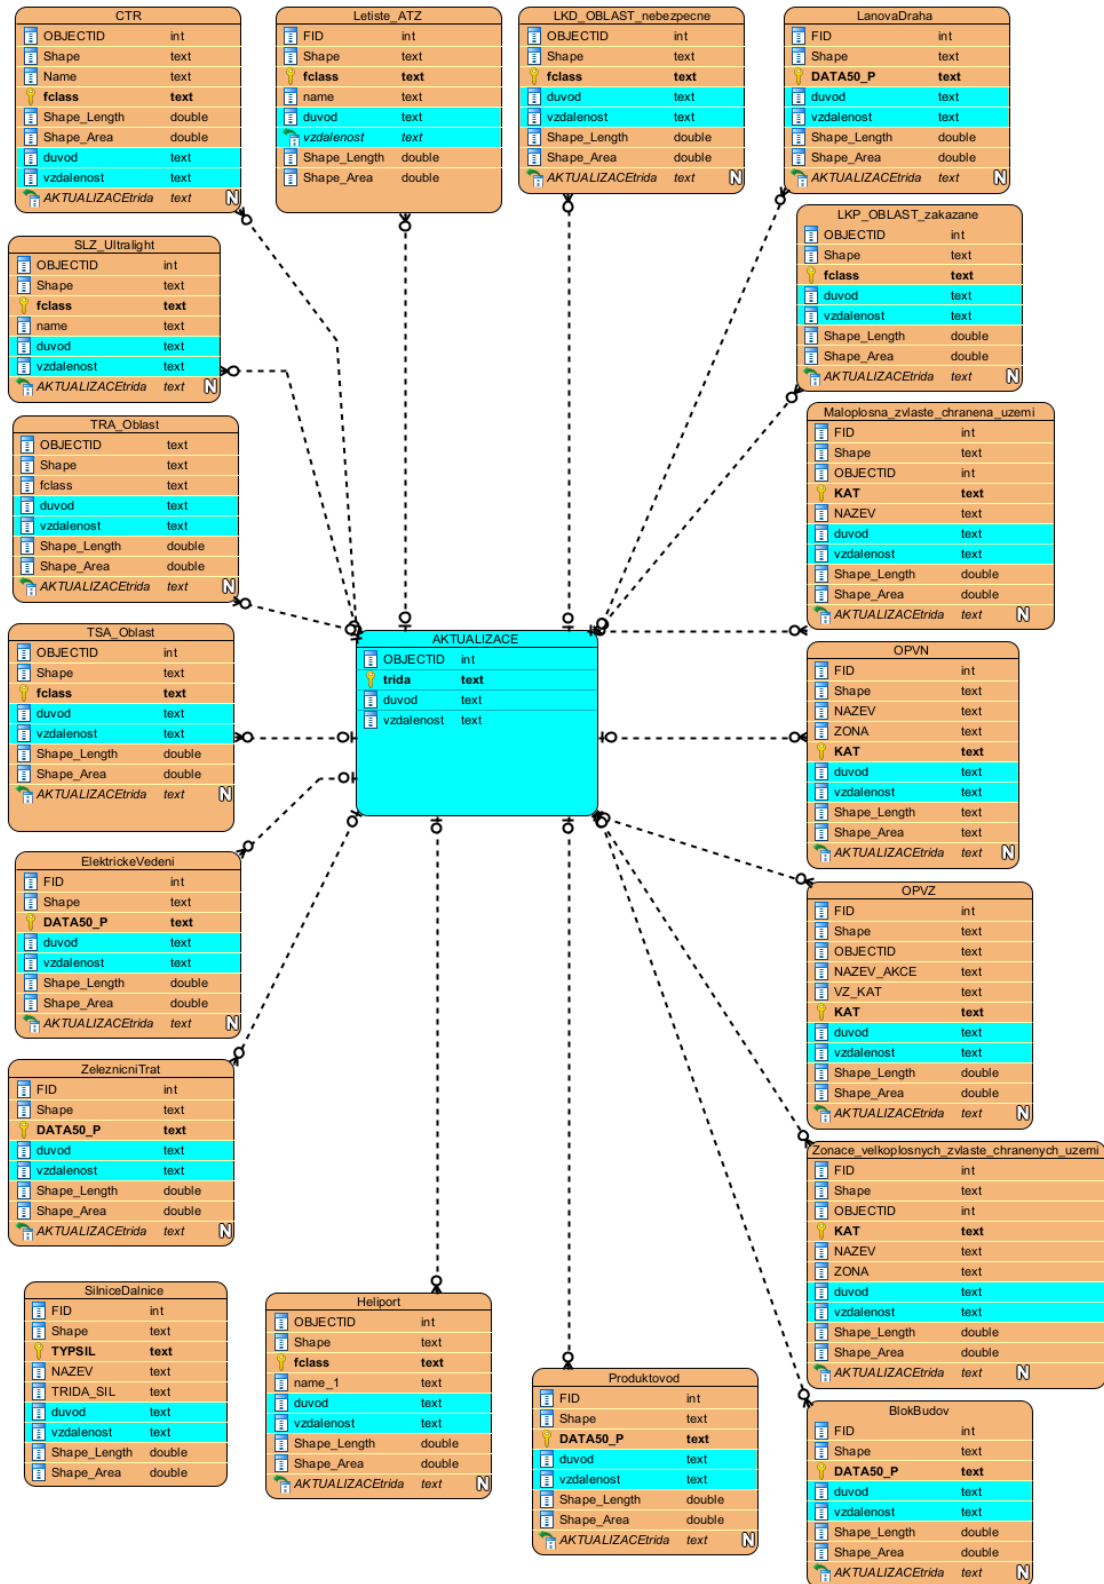 CTR
OBJECTID int
Shape text
Name text
fclass text
Shape_Length double
Shape_Area double
duvod text
vzdalenost text
AKTUALIZACEtrida text N
Letiste_ATZ
FID int
Shape text
fclass text
name text
duvod text
vzdalenost text
Shape_Length double
Shape_Area double
LKD_OBLAST_nebezpecne
OBJECTID int
Shape text
fclass text
duvod text
vzdalenost text
Shape_Length double
Shape_Area double
AKTUALIZACEtrida text N
LanovaDraha
FID int
Shape text
DATA50_P text
duvod text
vzdalenost text
Shape_Length double
Shape_Area double
AKTUALIZACEtrida text N
SLZ_Ultralight
OBJECTID int
Shape text
fclass text
name text
duvod text
vzdalenost text
AKTUALIZACEtrida text N
LKP_OBLAST_zakazane
OBJECTID int
Shape text
fclass text
duvod text
vzdalenost text
Shape_Length double
Shape_Area double
AKTUALIZACEtrida text N
TRA_Oblast
OBJECTID text
Shape text
fclass text
duvod text
vzdalenost text
Shape_Length double
Shape_Area double
AKTUALIZACEtrida text N
Maloplosna_zvlaste_chranena_uzemi
FID int
Shape text
OBJECTID int
KAT text
NAZEV text
duvod text
vzdalenost text
Shape_Length double
Shape_Area double
AKTUALIZACEtrida text N
TSA_Oblast
OBJECTID int
Shape text
fclass text
duvod text
vzdalenost text
Shape_Length double
Shape_Area double
AKTUALIZACEtrida text N
AKTUALIZACE
OBJECTID int
trida text
duvod text
vzdalenost text
OPVN
FID int
Shape text
NAZEV text
ZONA text
KAT text
duvod text
vzdalenost text
Shape_Length double
Shape_Area double
AKTUALIZACEtrida text N
ElektrickeVedeni
FID int
Shape text
DATA50_P text
duvod text
vzdalenost text
Shape_Length double
Shape_Area double
AKTUALIZACEtrida text N
OPVZ
FID int
Shape text
OBJECTID text
NAZEV_AKCE text
VZ_KAT text
KAT text
duvod text
vzdalenost text
Shape_Length double
Shape_Area double
AKTUALIZACEtrida text N
ZeleznicniTrat
FID int
Shape text
DATA50_P text
duvod text
vzdalenost text
Shape_Length double
Shape_Area double
AKTUALIZACEtrida text N
Zonace_velkoplosnych_zvlaste_chranenych_uzemi
FID int
Shape text
OBJECTID int
KAT text
NAZEV text
ZONA text
duvod text
vzdalenost text
Shape_Length double
Shape_Area double
AKTUALIZACEtrida text N
SilniceDalnice
FID int
Shape text
TYPSIL text
NAZEV text
TRIDA_SIL text
duvod text
vzdalenost text
Shape_Length double
Shape_Area double
Heliport
OBJECTID int
Shape text
fclass text
name_1 text
duvod text
vzdalenost text
Shape_Length double
Shape_Area double
AKTUALIZACEtrida text N
Produktovod
FID int
Shape text
DATA50_P text
duvod text
vzdalenost text
Shape_Length double
Shape_Area double
AKTUALIZACEtrida text N
BlokBudov
FID int
Shape text
DATA50_P text
duvod text
vzdalenost text
Shape_Length double
Shape_Area double
AKTUALIZACEtrida text N